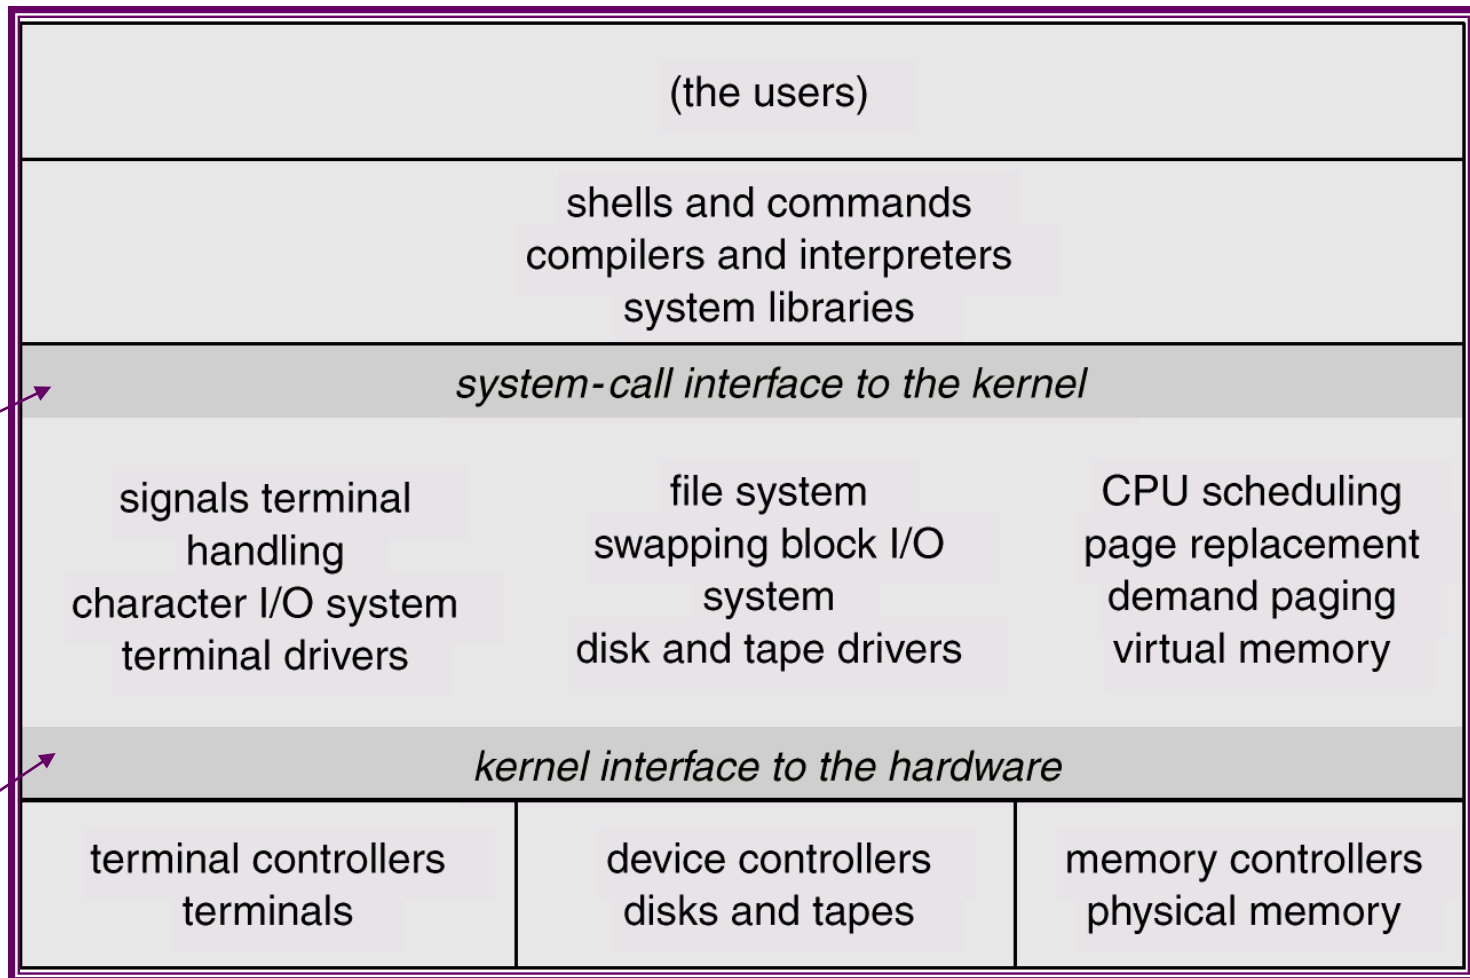 (the users)
shells and commands
compilers and interpreters
system libraries
system-call interface to the kernel
signals terminal
handling
character I/O system
terminal drivers
file system
swapping block I/O
system
disk and tape drivers
CPU scheduling
page replacement
demand paging
virtual memory
kernel interface to the hardware
terminal controllers
terminals
device controllers
disks and tapes
memory controllers
physical memory